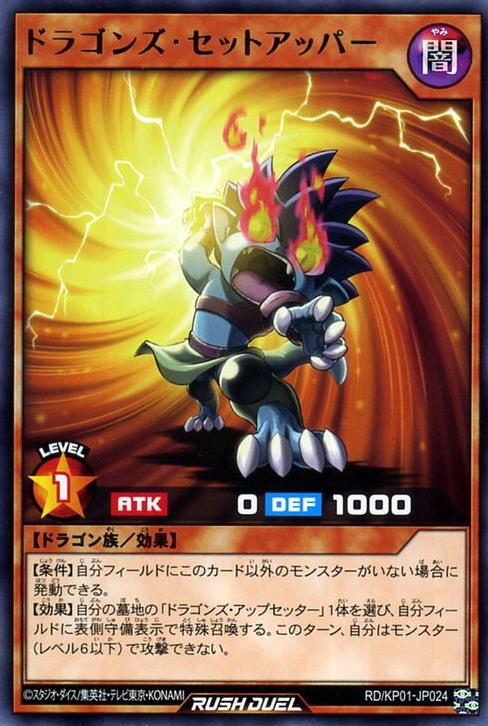 ドラゴンズ・セットアッパー
やみ
闇
LEVEL
1
ATK 0 DEF 1000
【ドラゴン族／効果】
【条件】自分フィールドにこのカード以外のモンスターがいない場合に
発動できる。
【効果】自分の墓地の「ドラゴンズ・アップセッター」1体を選び、自分フィー
ルドに表側守備表示で特殊召喚する。このターン、自分はモンスター
(レベル6以下)で攻撃できない。
©スタジオ・ダイス/集英社・テレビ東京・KONAMI
RUSH DUEL
RD/KP01-JP024